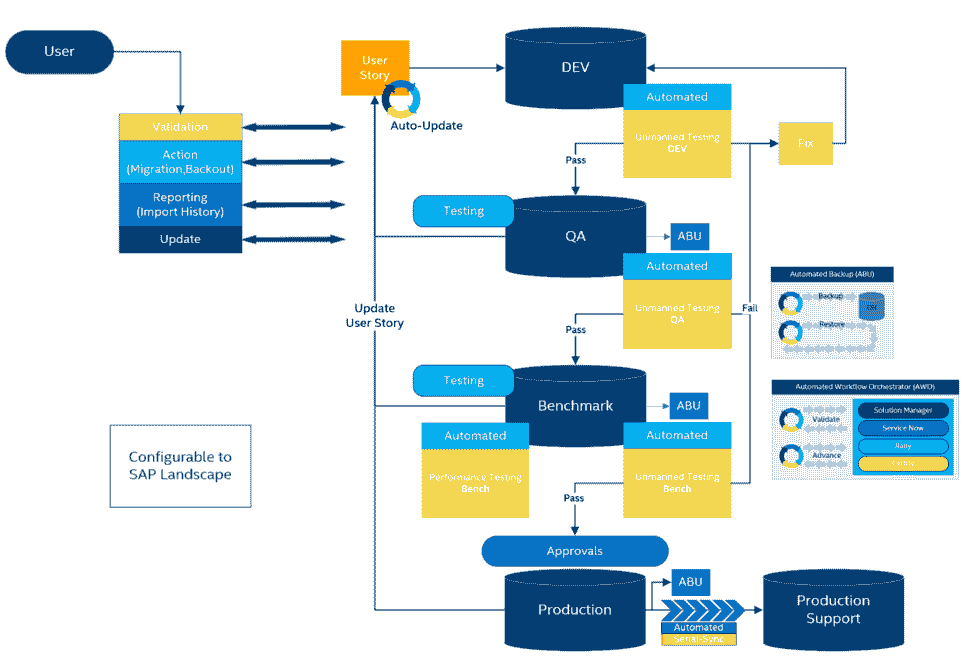 User
User
Story
Auto-Update
DEV
Automated
Unmanned Testing
DEV
Fix
Validation
Action
(Migration,Backout)
Reporting
(Import History)
Update
Pass
Testing
QA
ABU
Automated
Unmanned Testing
QA
Fail
Update
User Story
Pass
Automated Backup (ABU)
Backup
Restore
Testing
Benchmark
ABU
Automated
Performance Testing
Bench
Automated
Unmanned Testing
Bench
Automated Workflow Orchestrator (AWO)
Validate
Advance
Solution Manager
Service Now
Rally
Configurable to
SAP Landscape
Pass
Approvals
Production
ABU
Automated
Serial-Sync
Production
Support